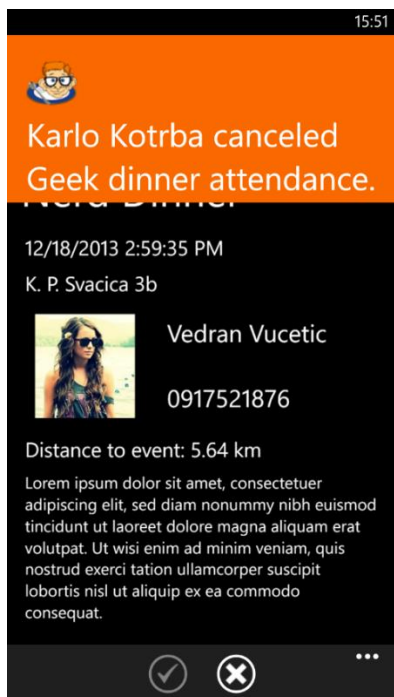 15:51
Karlo Kotrba canceled
Geek dinner attendance.
Nerd Dinner
12/18/2013 2:59:35 PM
K. P. Svacica 3b
Vedran Vucetic
0917521876
Distance to event: 5.64 km
Lorem ipsum dolor sit amet, consectetuer
adipiscing elit, sed diam nonummy nibh euismod
tincidunt ut laoreet dolore magna aliquam erat
volutpat. Ut wisi enim ad minim veniam, quis
nostrud exerci tation ullamcorper suscipit
lobortis nisl ut aliquip ex ea commodo
consequat.